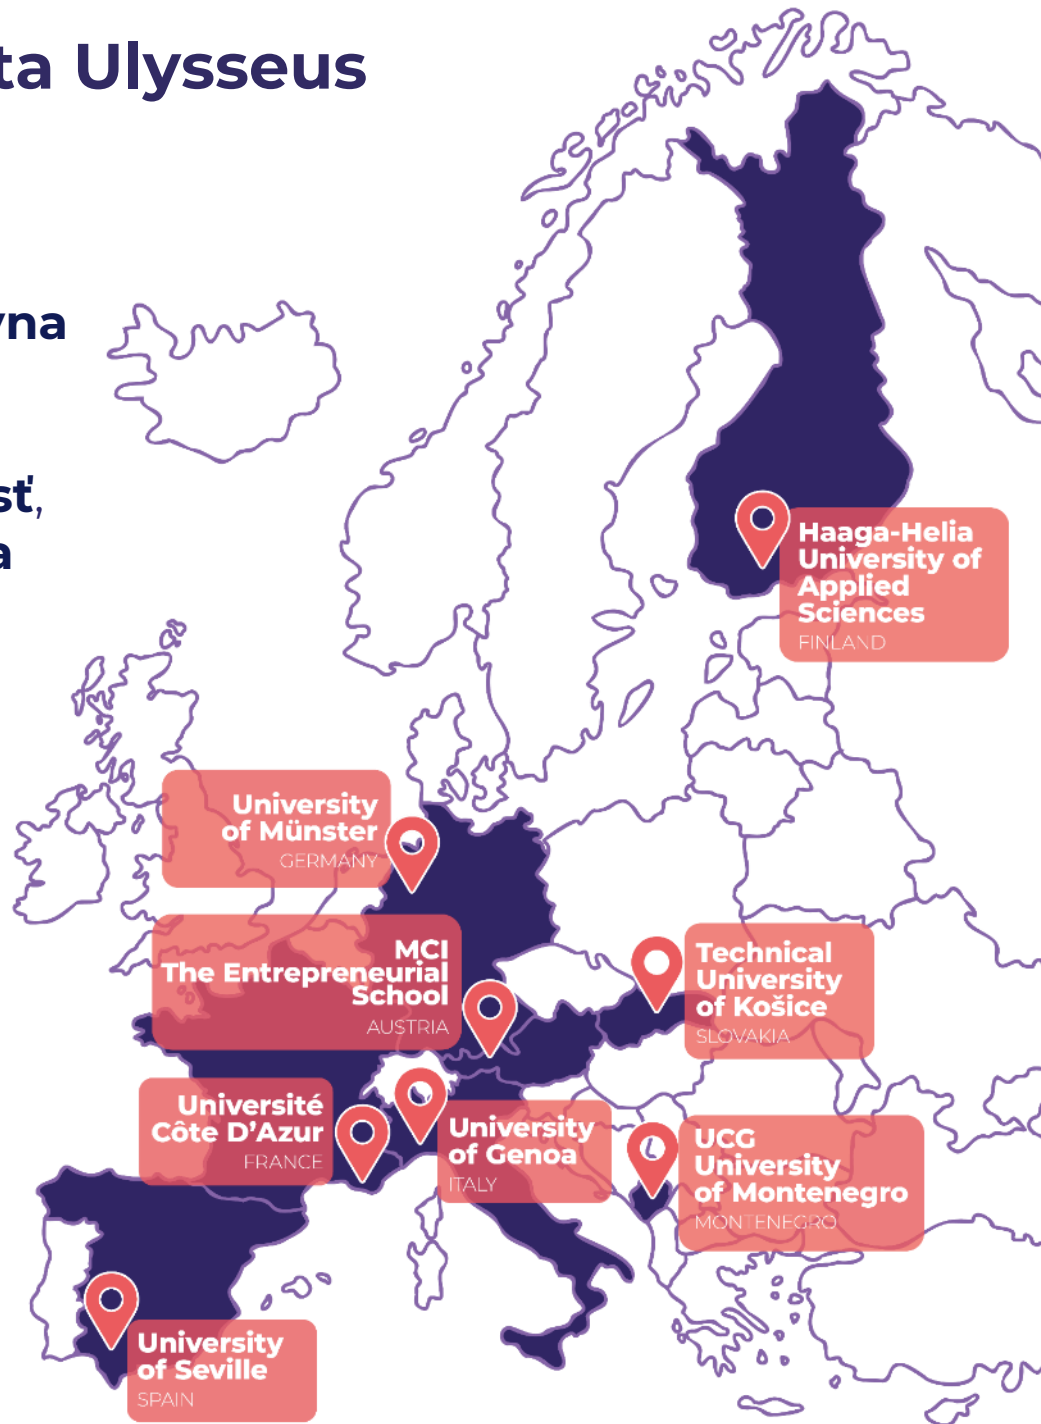 ta Ulysseus
vna
sť,
a
Haaga-Helia
University of
Applied
Sciences
FINLAND
University
of Münster
GERMANY
MCI
The Entrepreneurial
School
AUSTRIA
Technical
University
of Košice
SLOVAKIA
Université
Côte D'Azur
FRANCE
University
of Genoa
ITALY
UCG
University
of Montenegro
MONTENEGRO
University
of Seville
SPAIN